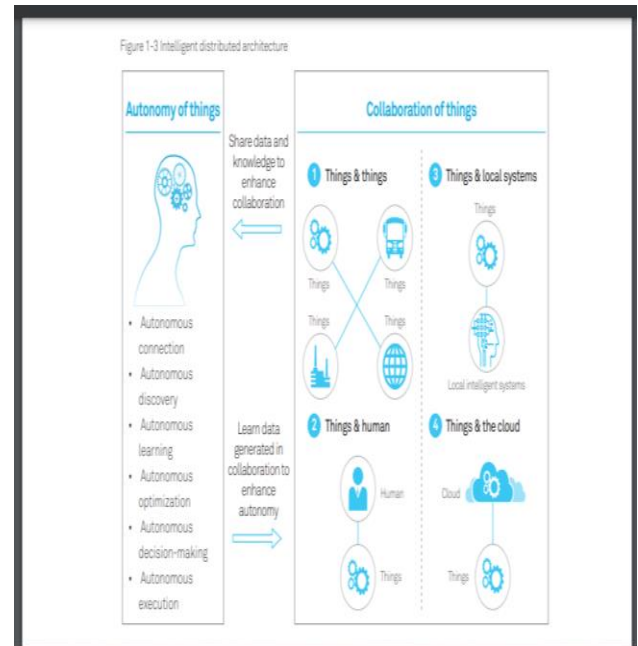 Figure 1-3 Intelligent distributed architecture
Autonomy of things
• Autonomous
connection
• Autonomous
discovery
• Autonomous
learning
• Autonomous
optimization
• Autonomous
decision-making
• Autonomous
execution
Share data and
knowledge to
enhance
collaboration
Learn data
generated in
collaboration to
enhance
autonomy
Collaboration of things
1 Things & things
Things
Things
Things
Things
2 Things & human
Human
Things
3 Things & local systems
Things
Local intelligent systems
4 Things & the cloud
Cloud
Things